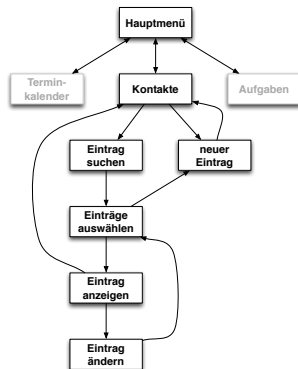 Hauptmenü
Termin-
kalender
Kontakte
Aufgaben
Eintrag
suchen
neuer
Eintrag
Einträge
auswählen
Eintrag
anzeigen
Eintrag
ändern